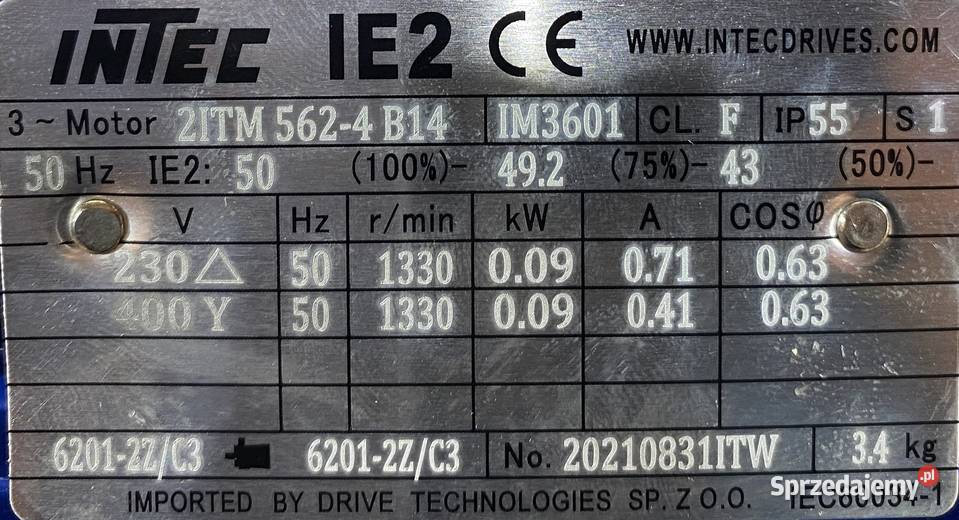 INTEC IE2 CE WWW.INTECDRIVES.COM
3~Motor 2ITM 562-4 B14 IM3601 CL. F IP55 S 1
50 Hz IE2: 50 (100%)- 49.2 (75%)- 43 (50%)-
V Hz r/min kW A COSφ
230△ 50 1330 0.09 0.71 0.63
400Y 50 1330 0.09 0.41 0.63
6201-2Z/C3 6201-2Z/C3 No. 20210831ITW 3.4 kg
IMPORTED BY DRIVE TECHNOLOGIES SP. Z O.O. IEC60034-1
Sprzedajemy.pl